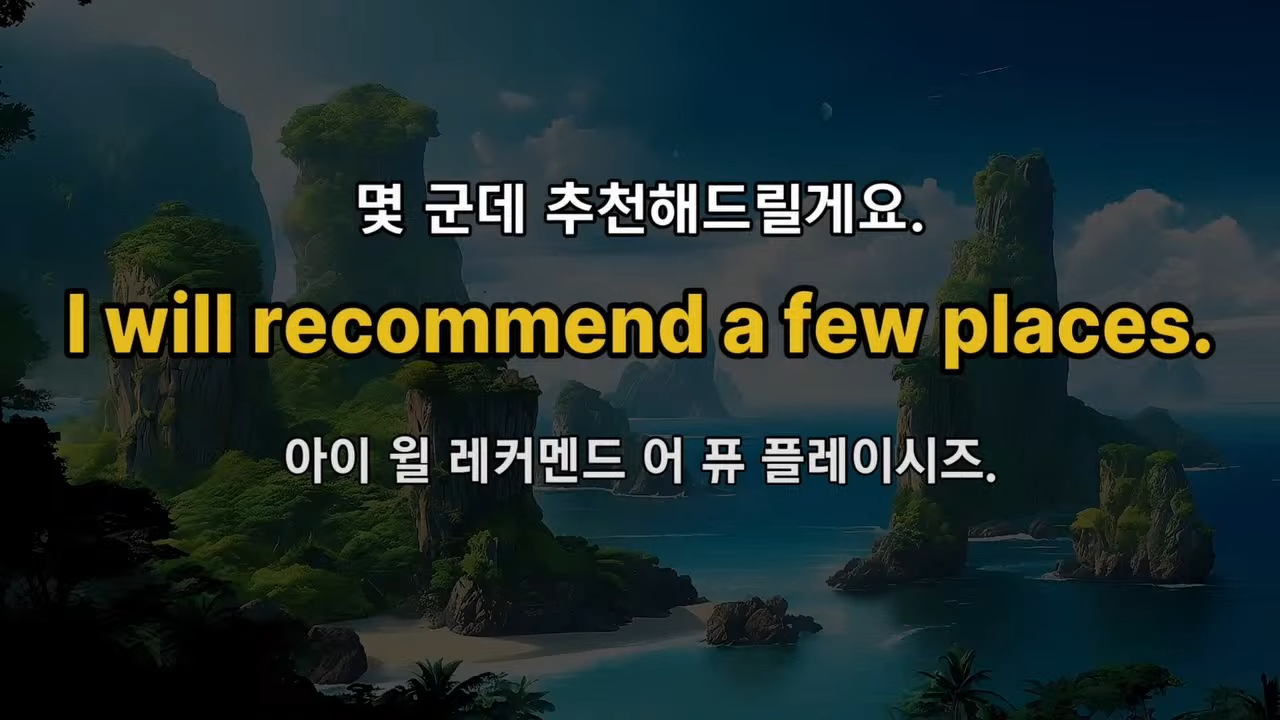 몇 군데 추천해드릴게요.
I will recommend a few places.
아이 윌 레커멘드 어 퓨 플레이시즈.